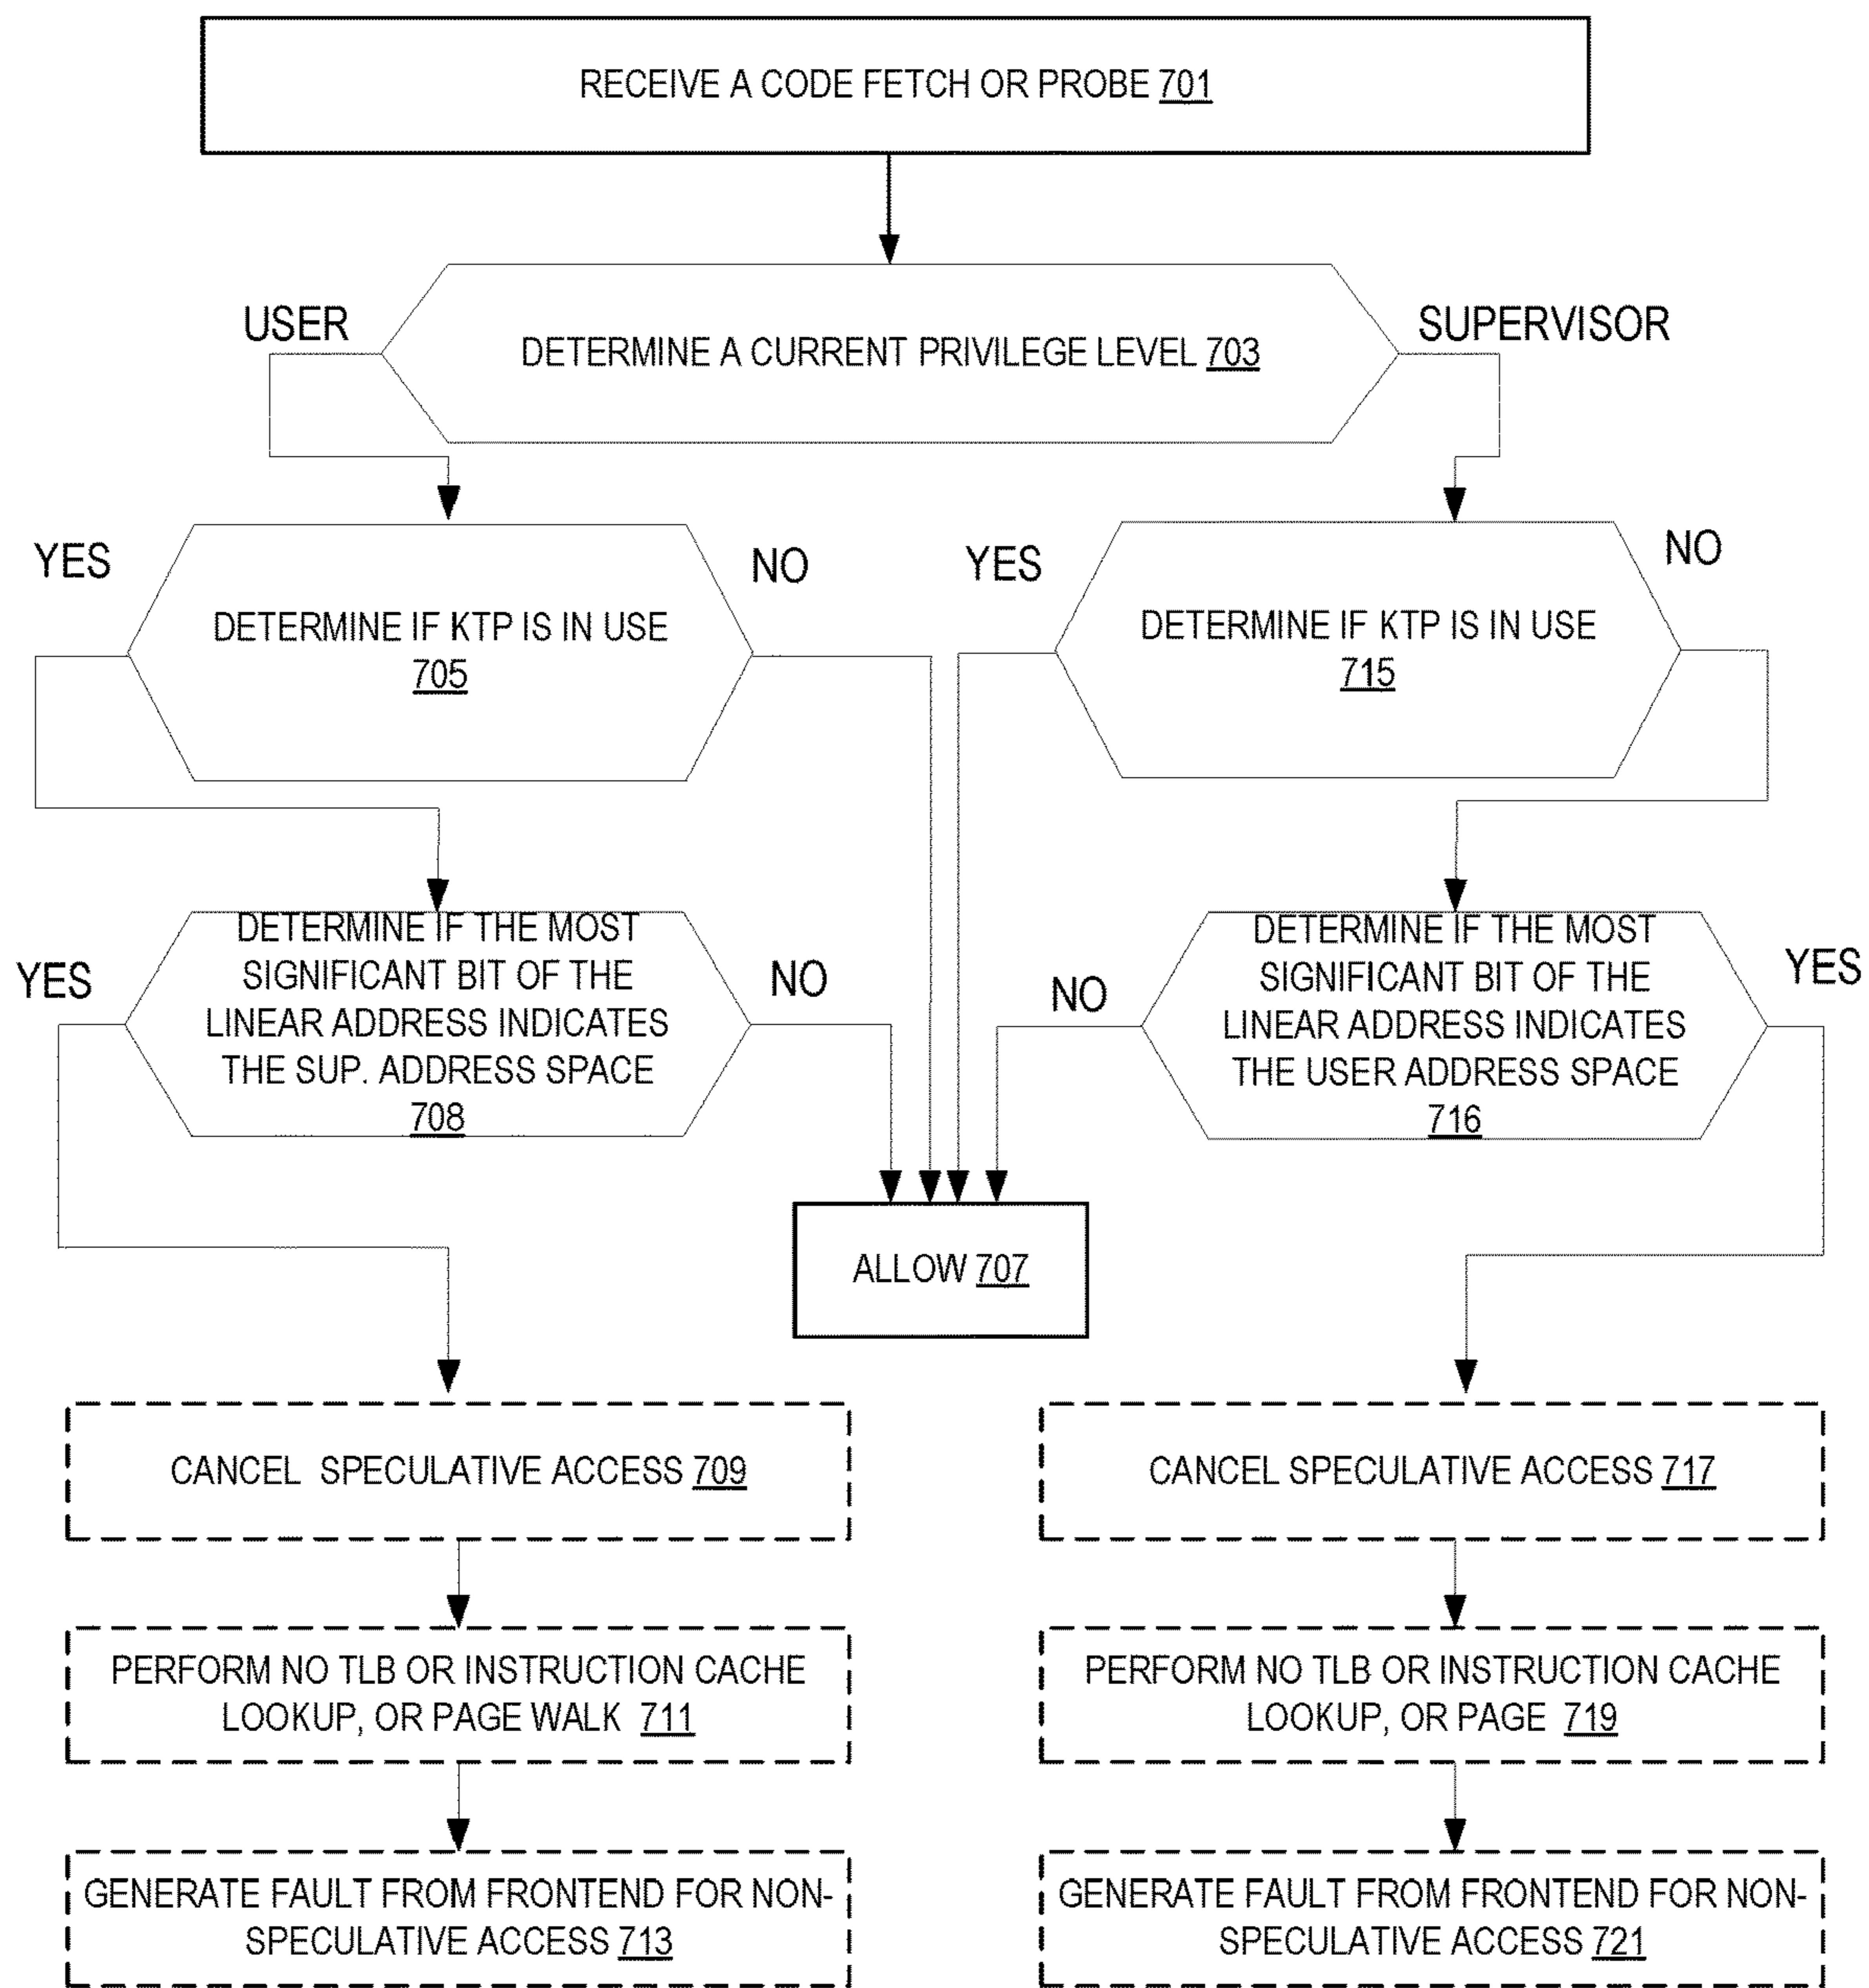 RECEIVE A CODE FETCH OR PROBE 701
USER
SUPERVISOR
DETERMINE A CURRENT PRIVILEGE LEVEL 703
YES
NO
YES
NO
DETERMINE IF KTP IS IN USE
705
DETERMINE IF KTP IS IN USE
715
YES
DETERMINE IF THE MOST
SIGNIFICANT BIT OF THE
LINEAR ADDRESS INDICATES
THE SUP. ADDRESS SPACE
708
NO
NO
DETERMINE IF THE MOST
SIGNIFICANT BIT OF THE
LINEAR ADDRESS INDICATES
THE USER ADDRESS SPACE
716
YES
ALLOW 707
CANCEL SPECULATIVE ACCESS 709
CANCEL SPECULATIVE ACCESS 717
PERFORM NO TLB OR INSTRUCTION CACHE
LOOKUP, OR PAGE WALK 711
PERFORM NO TLB OR INSTRUCTION CACHE
LOOKUP, OR PAGE 719
GENERATE FAULT FROM FRONTEND FOR NON-
SPECULATIVE ACCESS 713
GENERATE FAULT FROM FRONTEND FOR NON-
SPECULATIVE ACCESS 721